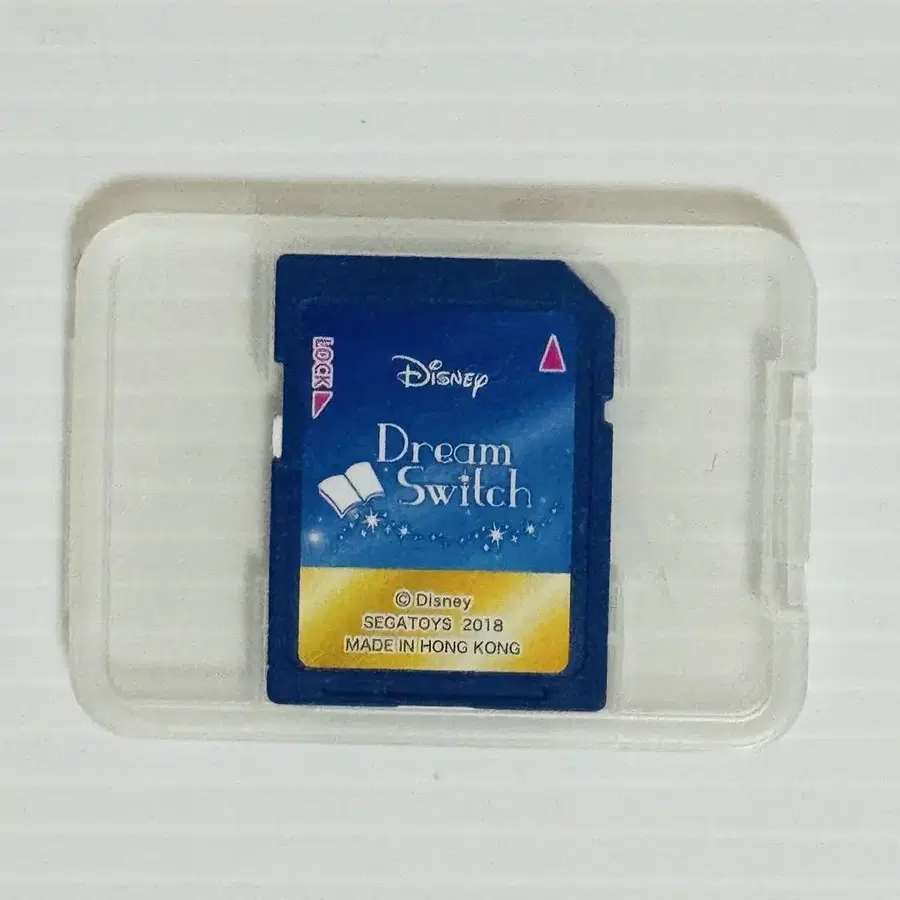 LOCK
Disney
Dream
Switch
© Disney
SEGATOYS 2018
MADE IN HONG KONG